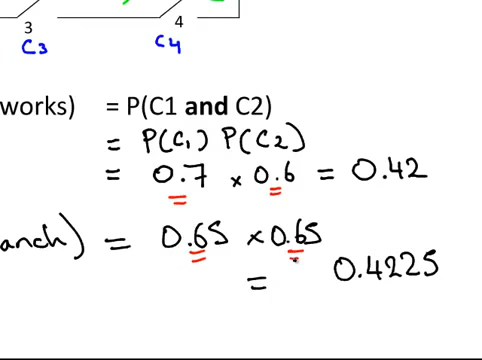 3 4
C3 C4
works) = P(C1 and C2)
= P(C1) P(C2)
= 0.7 × 0.6 = 0.42
anch) = 0.65 × 0.65
= 0.4225